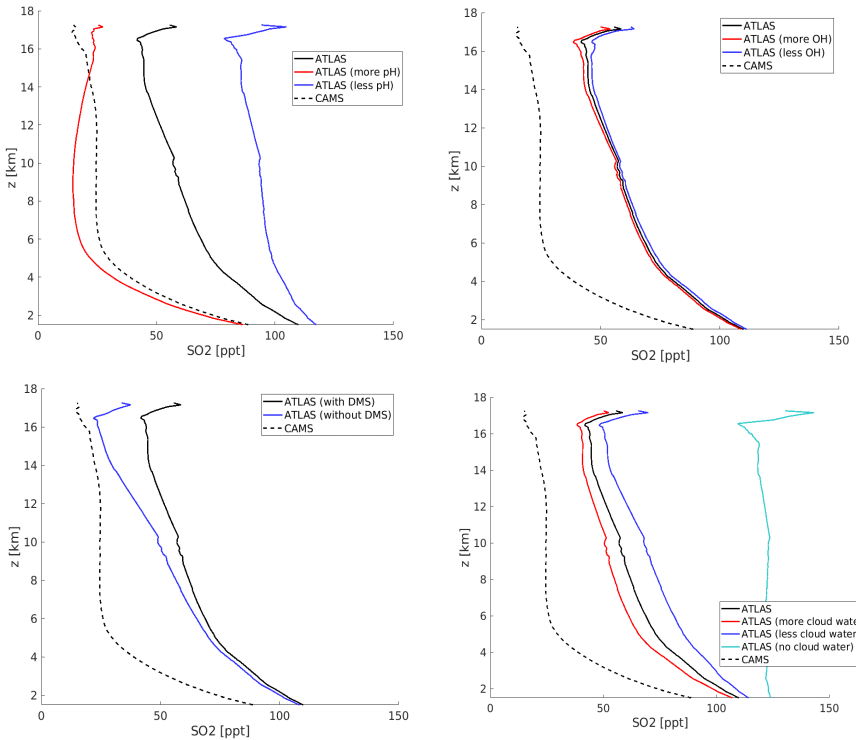 18
16
14
12
10
8
6
4
2
z [km]
0
50
100
150
SO2 [ppt]
ATLAS
ATLAS (more pH)
ATLAS (less pH)
CAMS
18
16
14
12
10
8
6
4
2
z [km]
0
50
100
150
SO2 [ppt]
ATLAS
ATLAS (more OH)
ATLAS (less OH)
CAMS
18
16
14
12
10
8
6
4
2
z [km]
0
50
100
150
SO2 [ppt]
ATLAS (with DMS)
ATLAS (without DMS)
CAMS
18
16
14
12
10
8
6
4
2
z [km]
0
50
100
150
SO2 [ppt]
ATLAS
ATLAS (more cloud wate
ATLAS (less cloud water
ATLAS (no cloud water)
CAMS